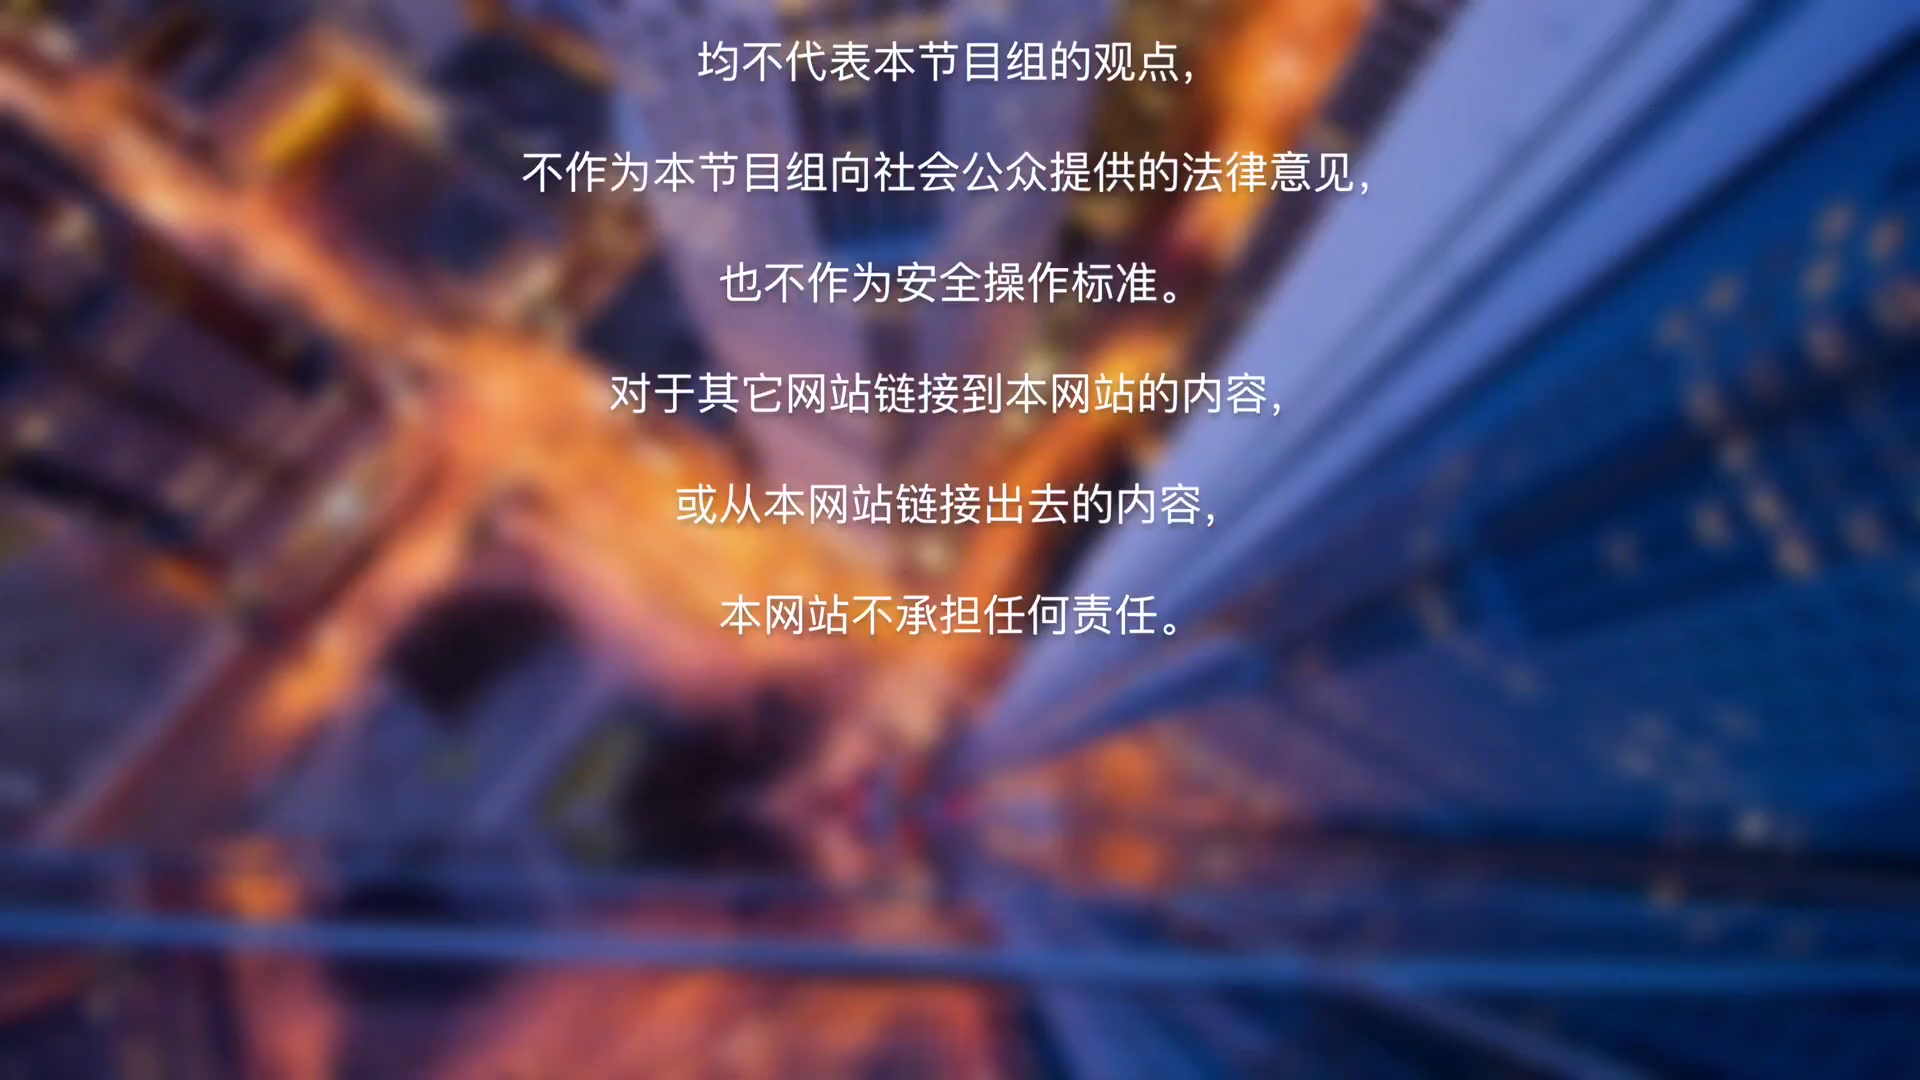 均不代表本节目组的观点，
不作为本节目组向社会公众提供的法律意见，
也不作为安全操作标准。
对于其它网站链接到本网站的内容，
或从本网站链接出去的内容，
本网站不承担任何责任。